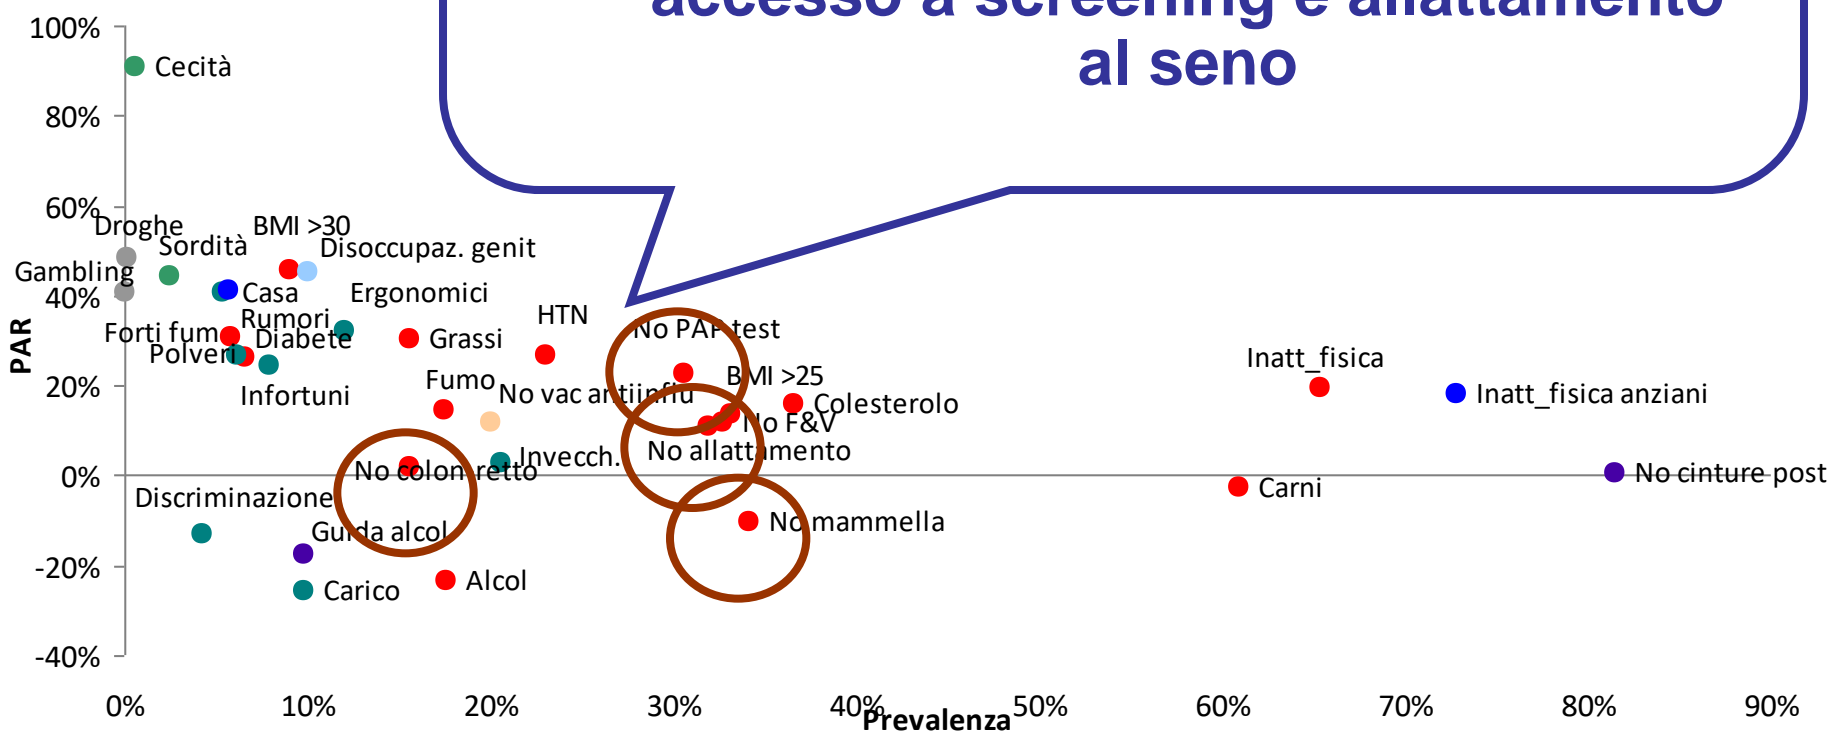 accesso a screening e allattamento
al seno
100%
80%
60%
40%
20%
0%
-20%
-40%
PAR
Cecità
Droghe
BMI >30
Sordità
Disoccupaz. genit
Gambling
Casa
Ergonomici
HTN
Rumori
Forti fum
Diabete
Grassi
No PAP test
Polveri
Inatt_fisica
Infortuni
Fumo
No vac antiinflu
BMI >25
Colesterolo
Inatt_fisica anziani
No F&V
No allattamento
Invecch.
No colon retto
No cinture post
Carni
Discriminazione
Guida alcol
No mammella
Carico
Alcol
0%
10%
20%
30%
40%
50%
60%
70%
80%
90%
Prevalenza